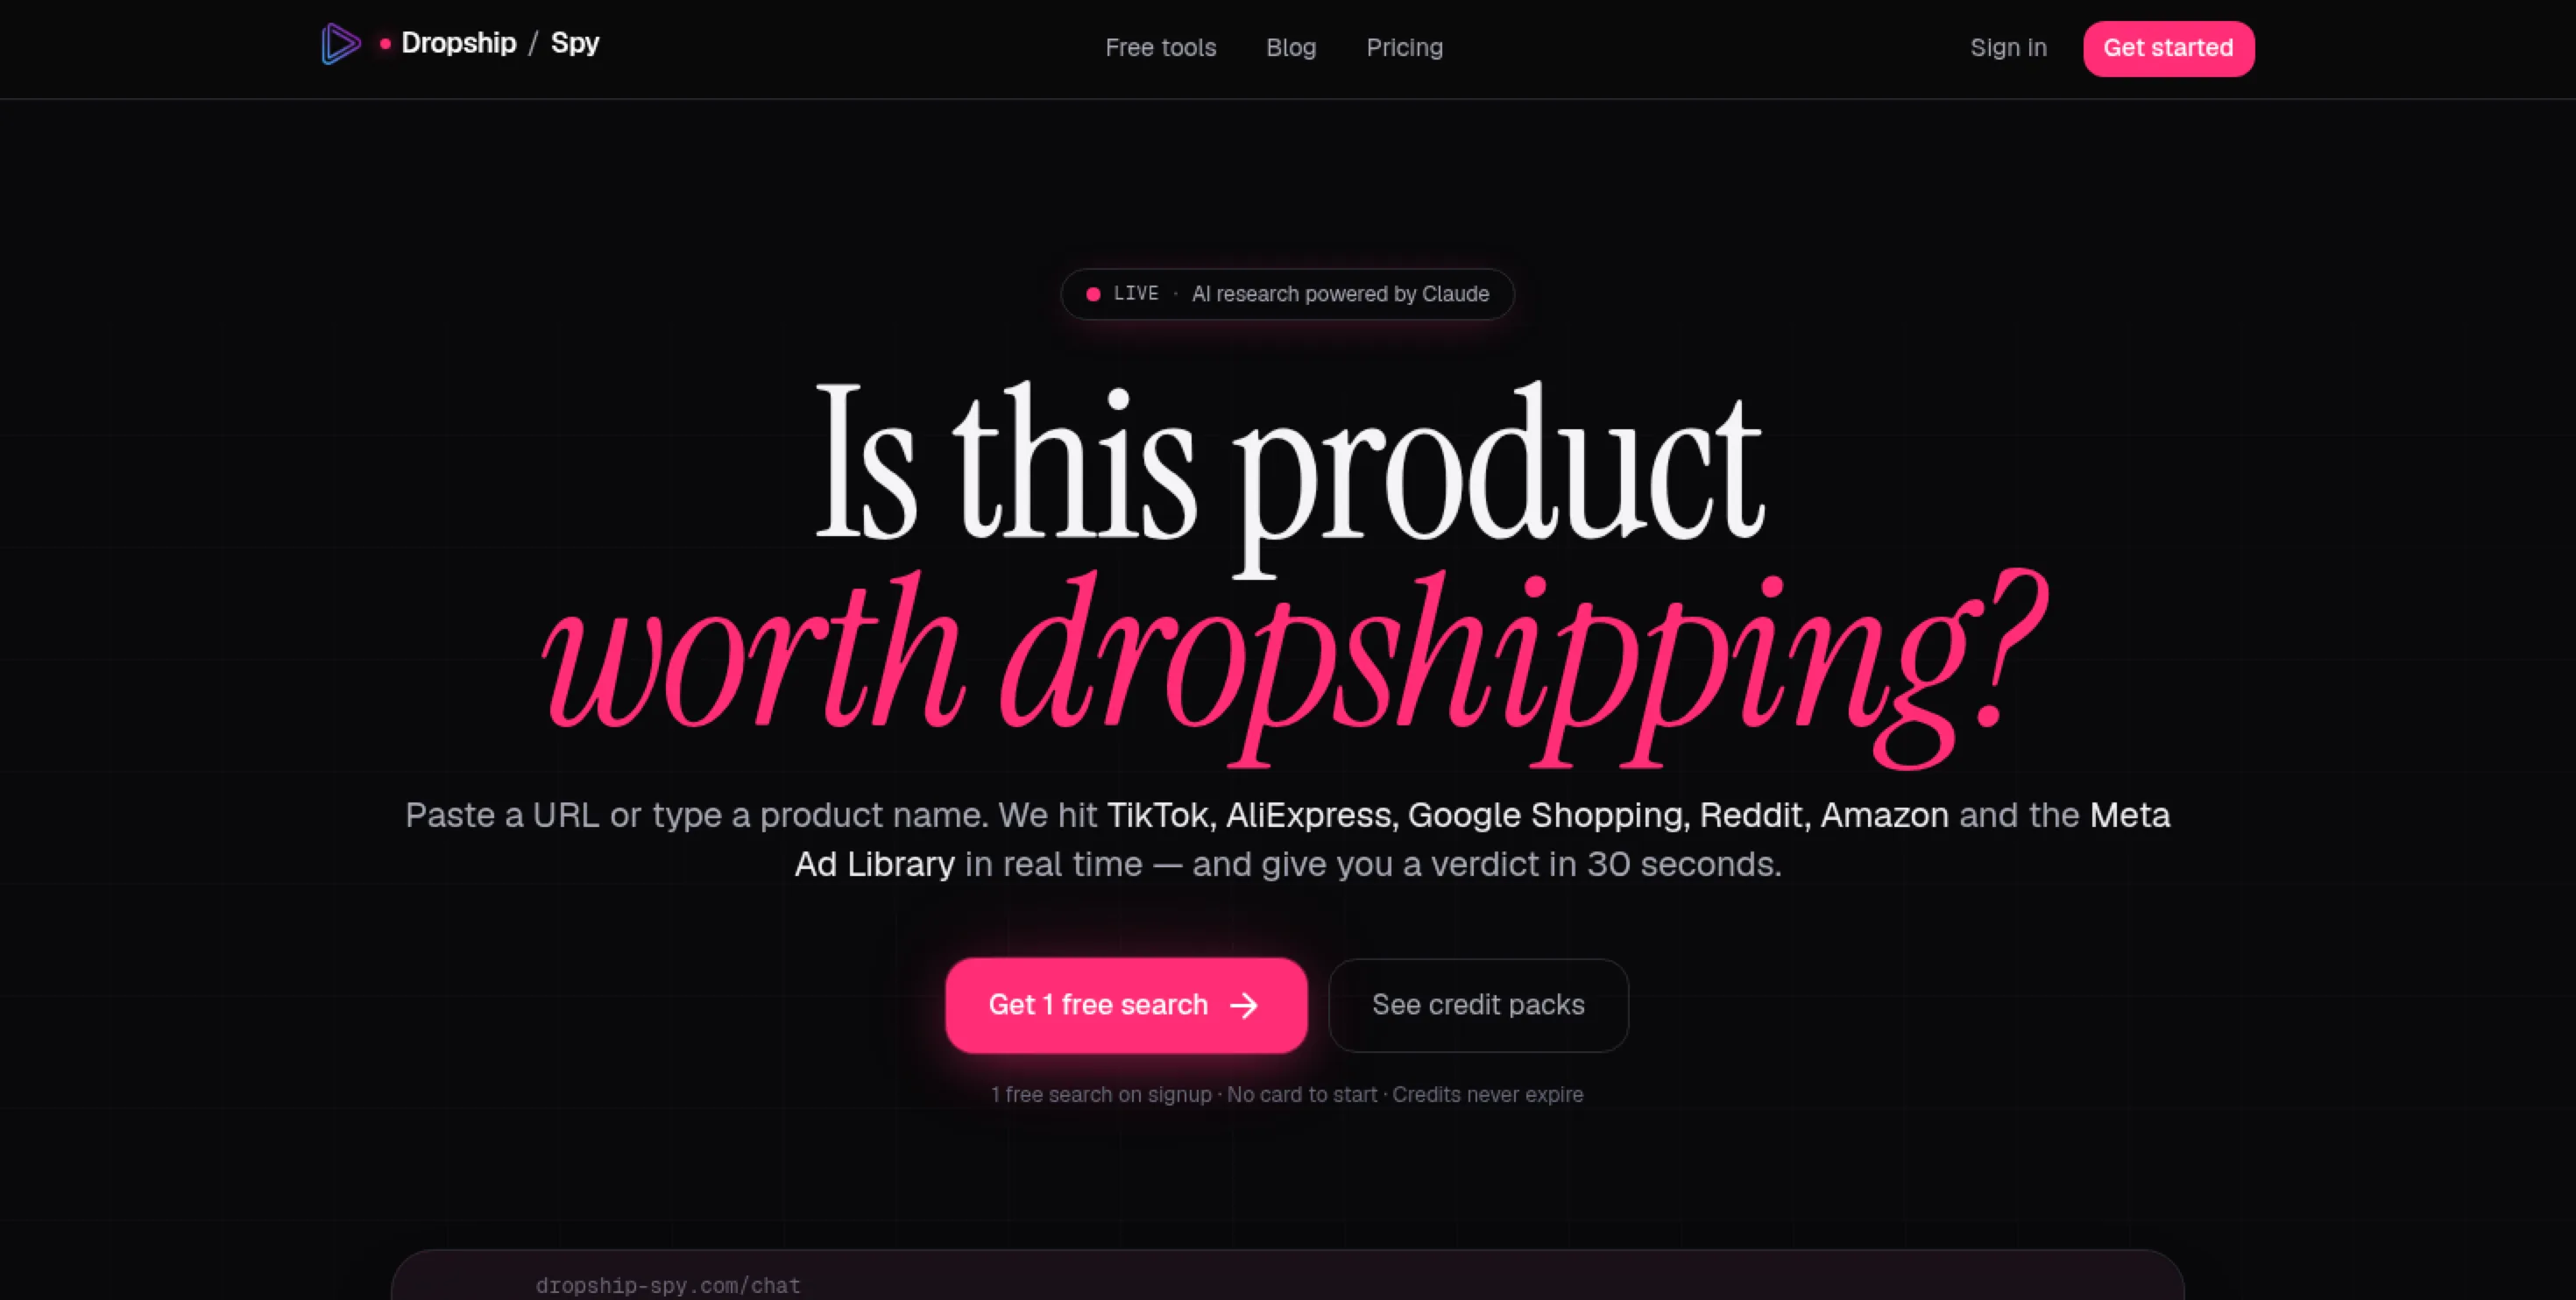 Dropship / Spy
Free tools
Blog
Pricing
Sign in
Get started
LIVE · AI research powered by Claude
Is this product
worth dropshipping?
Paste a URL or type a product name. We hit TikTok, AliExpress, Google Shopping, Reddit, Amazon and the Meta
Ad Library in real time — and give you a verdict in 30 seconds.
Get 1 free search →
See credit packs
1 free search on signup · No card to start · Credits never expire
dropship-spy.com/chat